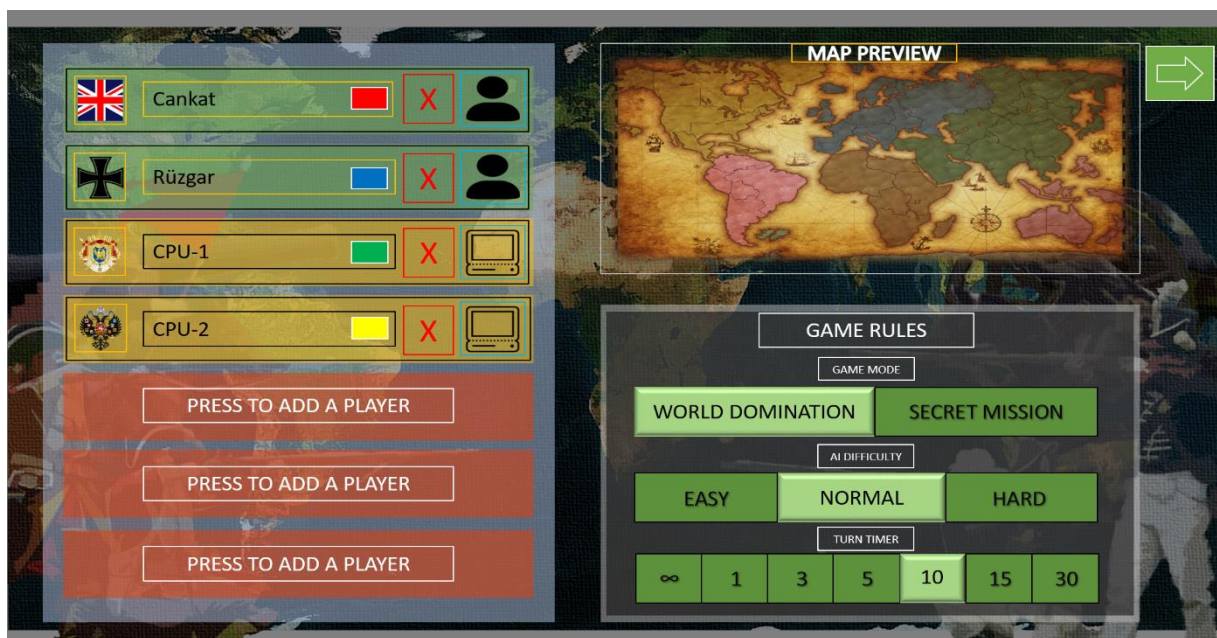 Cankat X
Rüzgar X
CPU-1 X
CPU-2 X
PRESS TO ADD A PLAYER
PRESS TO ADD A PLAYER
PRESS TO ADD A PLAYER
MAP PREVIEW
GAME RULES
GAME MODE
WORLD DOMINATION SECRET MISSION
AI DIFFICULTY
EASY NORMAL HARD
TURN TIMER
∞ 1 3 5 10 15 30